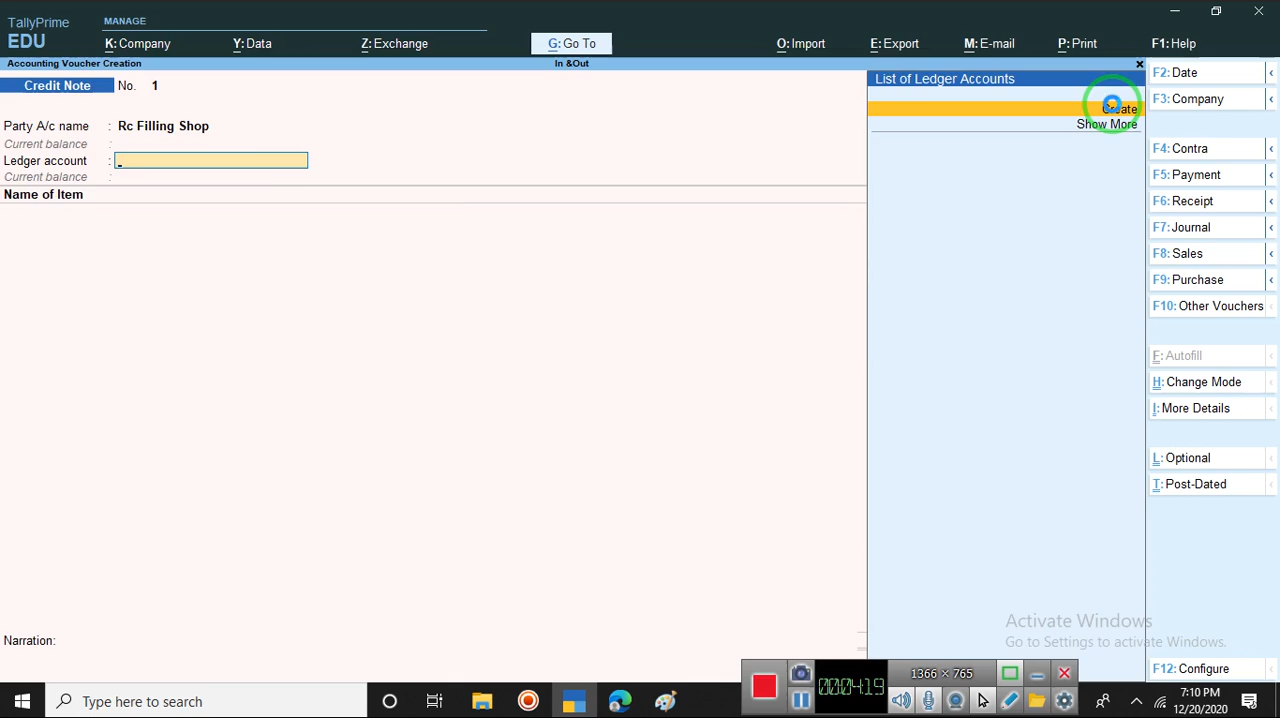 TallyPrime
EDU
MANAGE
K: Company
Y: Data
Z: Exchange
G: Go To
O: Import
E: Export
M: E-mail
P: Print
F1: Help
Accounting Voucher Creation
In &Out
Credit Note No. 1
Party A/c name : Rc Filling Shop
Current balance :
Ledger account :
Current balance :
Name of Item
Narration:
List of Ledger Accounts
Create
Show More
F2: Date
F3: Company
F4: Contra
F5: Payment
F6: Receipt
F7: Journal
F8: Sales
F9: Purchase
F10: Other Vouchers
F: Autofill
H: Change Mode
I: More Details
L: Optional
T: Post-Dated
F12: Configure
Activate Windows
Go to Settings to activate Windows.
000:04:19
1366 × 765
Type here to search
7:10 PM
12/20/2020